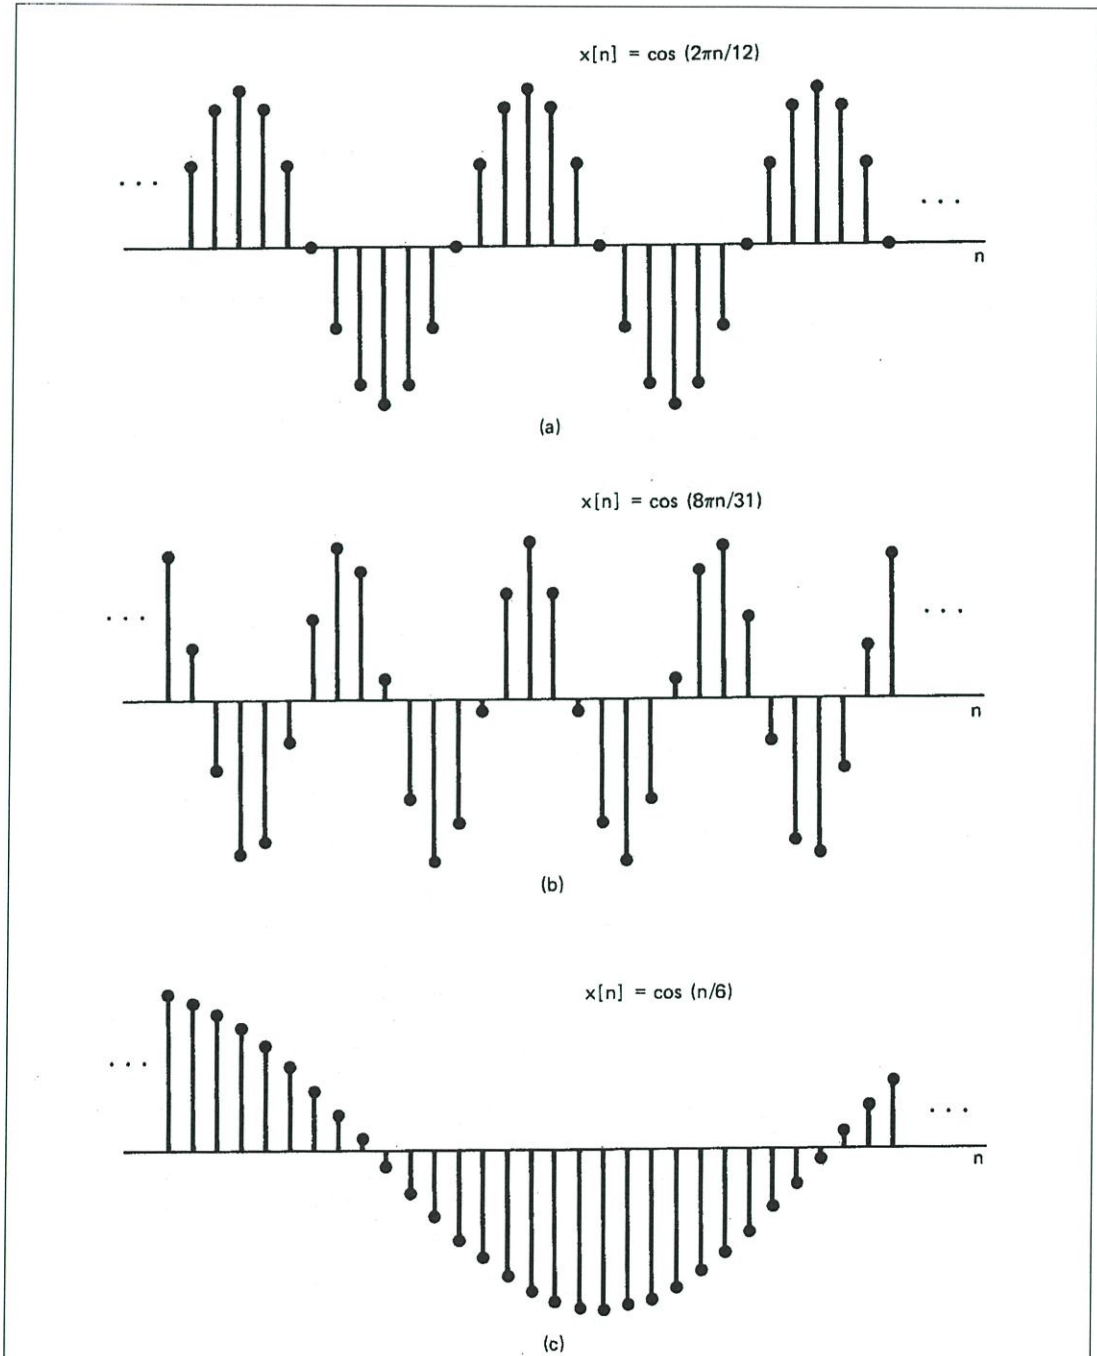 x[n] = cos (2πn/12)
. . .
. . .
n
(a)
x[n] = cos (8πn/31)
. . .
. . .
n
(b)
x[n] = cos (n/6)
. . .
. . .
n
(c)